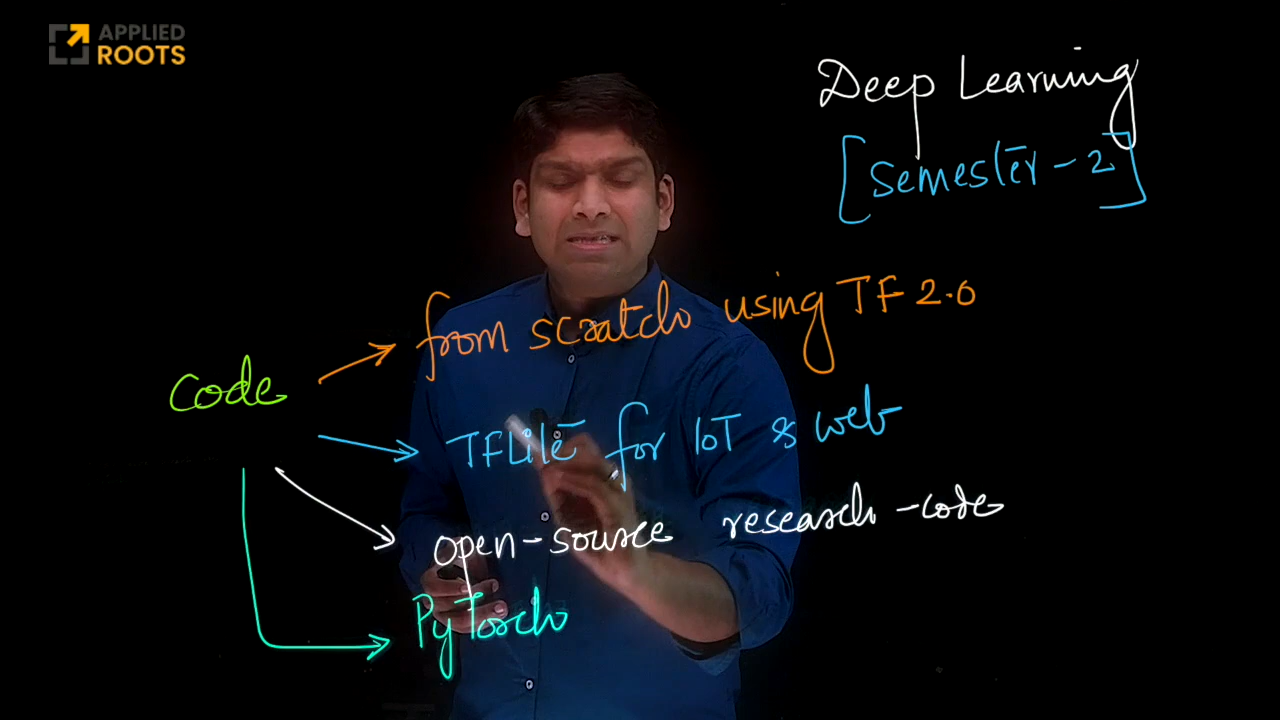 APPLIED
ROOTS
Deep Learning
[Semester-2]
from scratch using TF 2.0
code
TFLite for IoT & web
open-source research-code
PyTorch